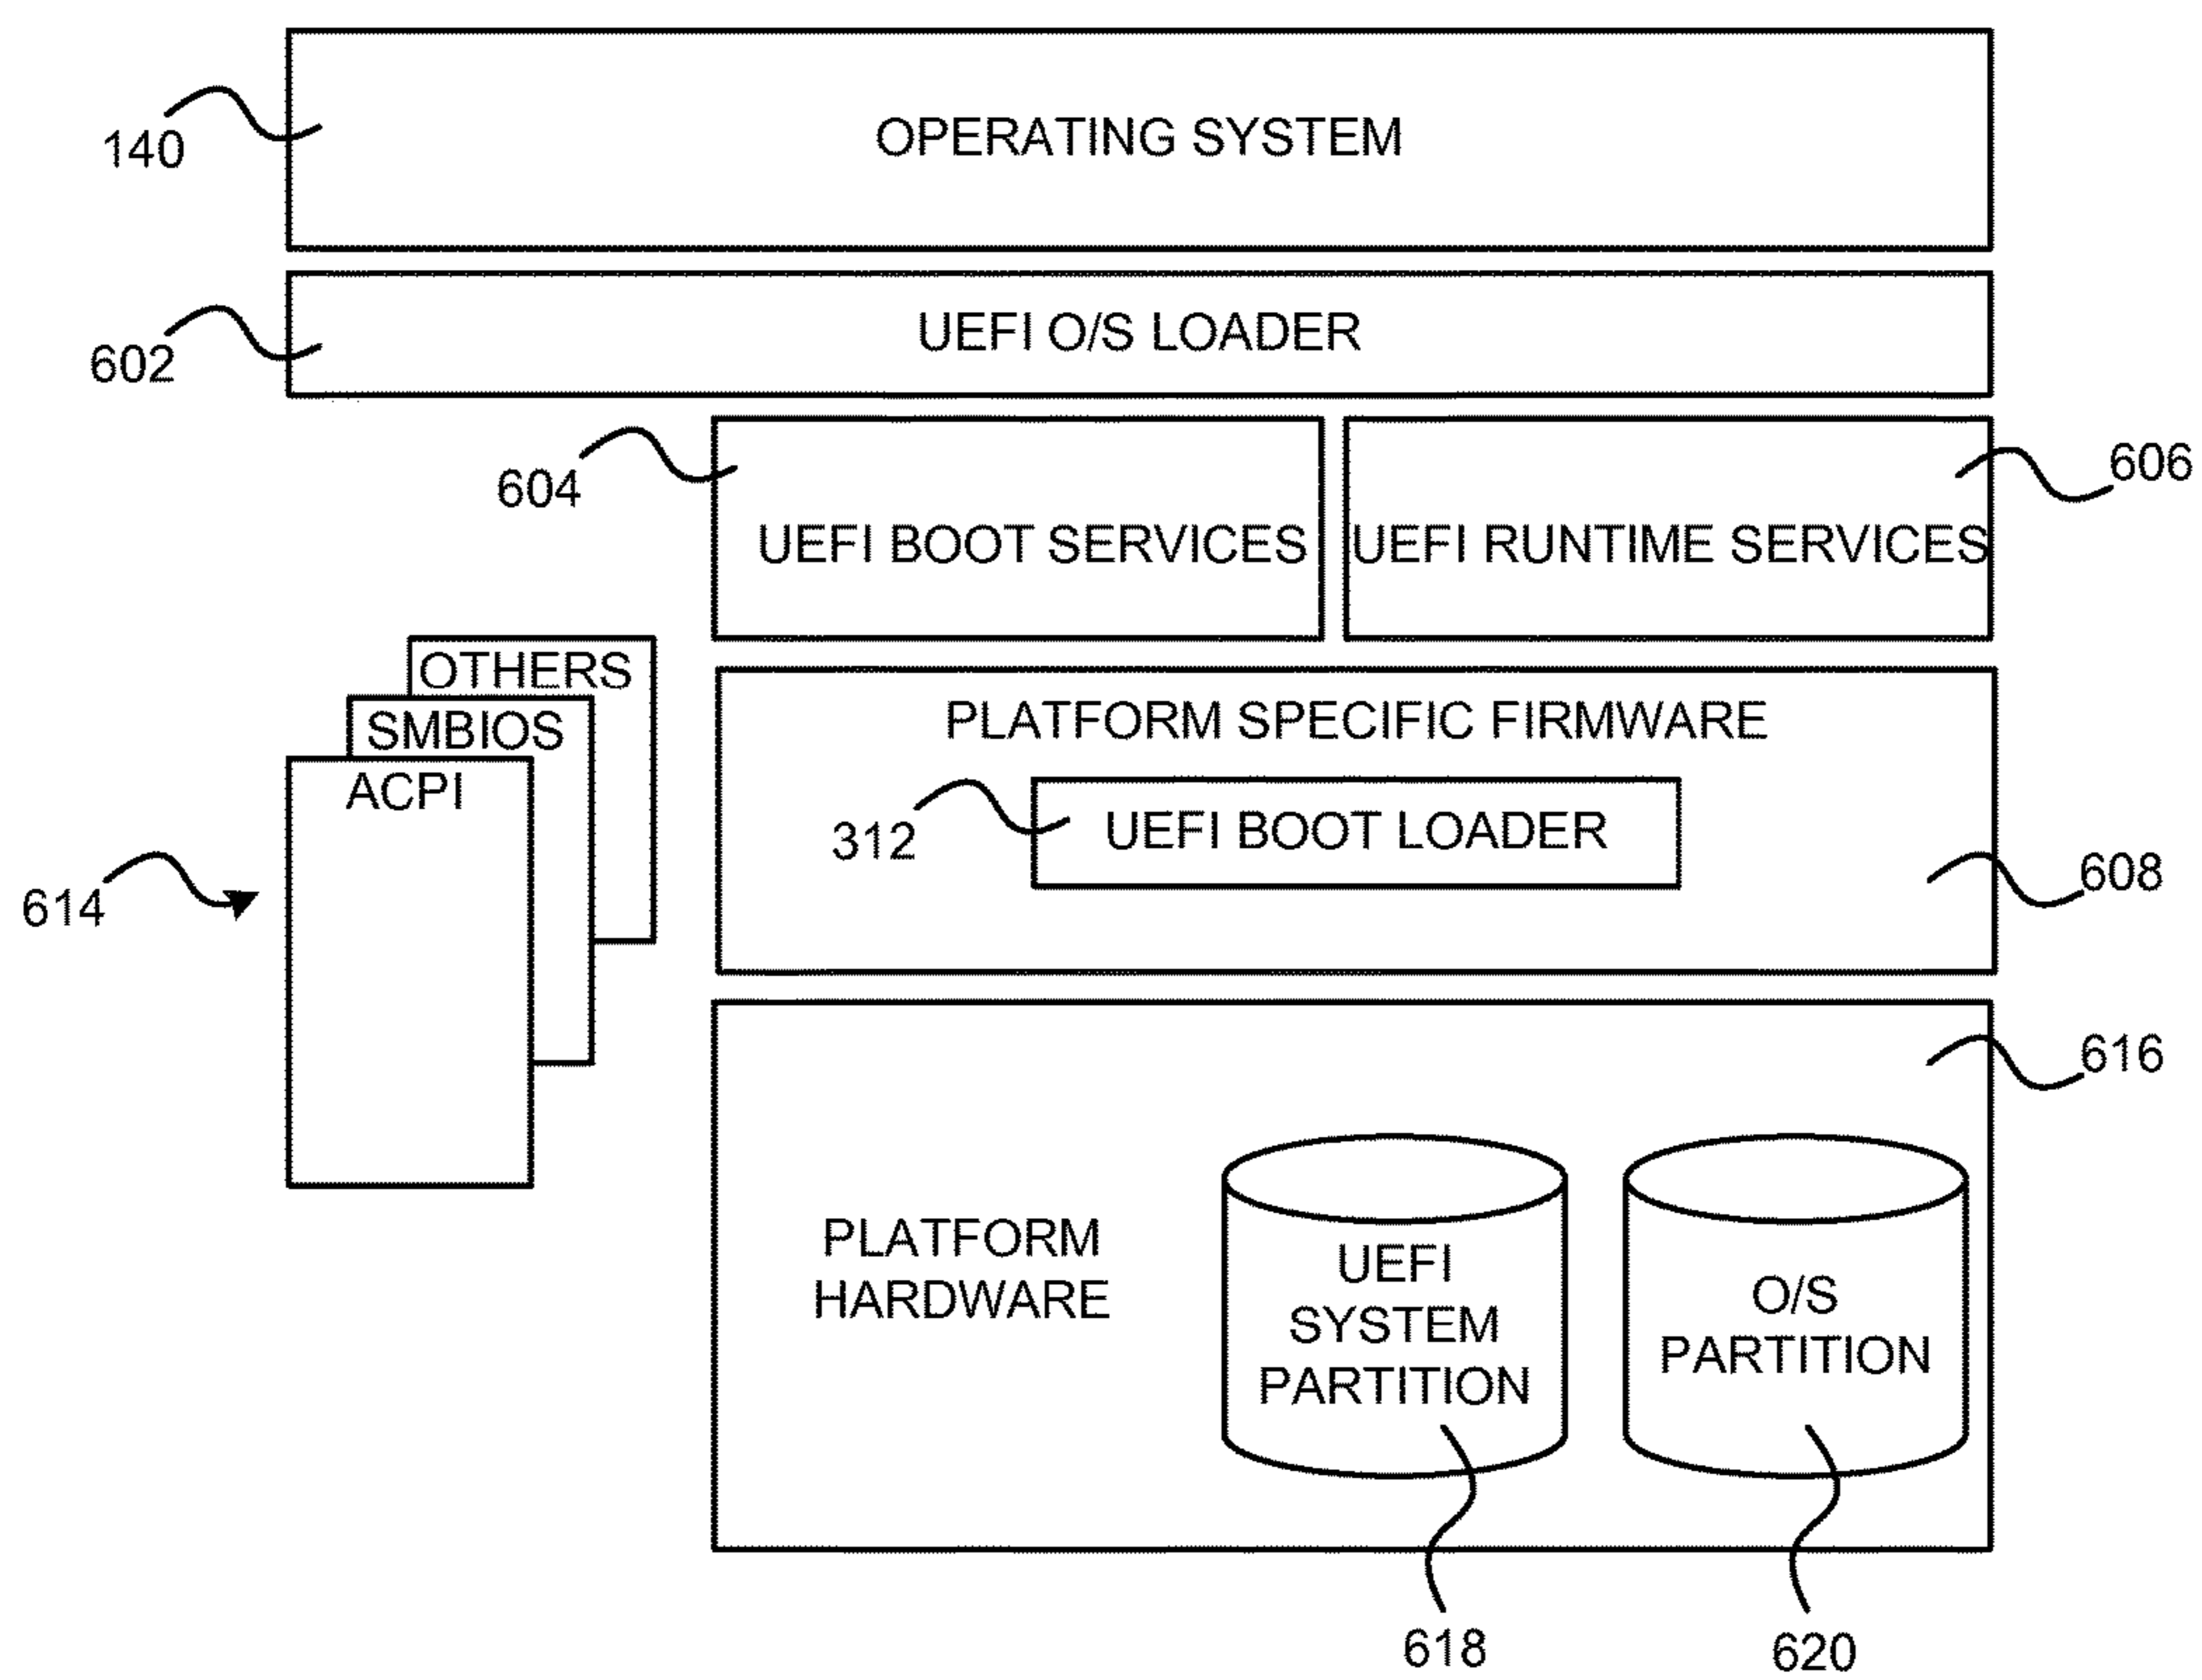 OPERATING SYSTEM
140
UEFI O/S LOADER
602
604
606
UEFI BOOT SERVICES
UEFI RUNTIME SERVICES
OTHERS
SMBIOS
ACPI
614
PLATFORM SPECIFIC FIRMWARE
312
UEFI BOOT LOADER
608
616
PLATFORM
HARDWARE
UEFI
SYSTEM
PARTITION
O/S
PARTITION
618
620